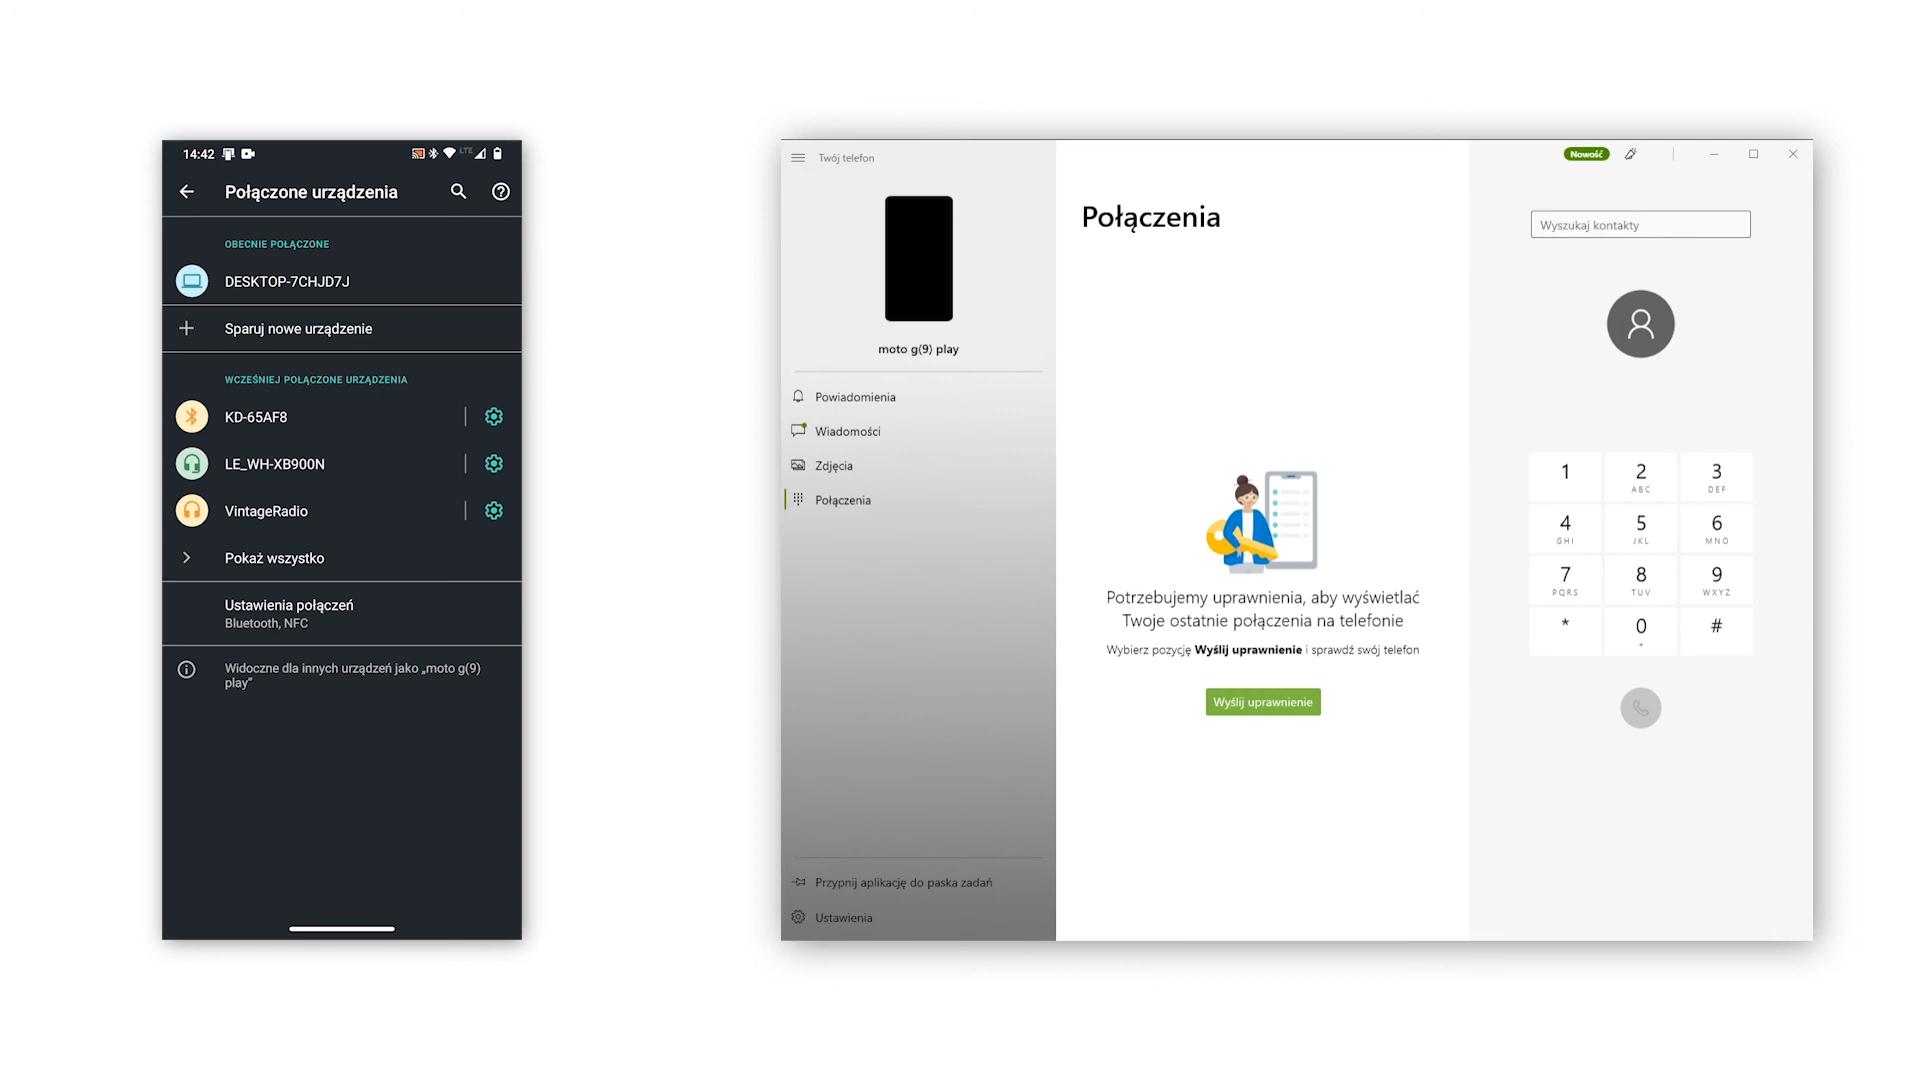 14:42
LTE
Połączone urządzenia
OBECNIE POŁĄCZONE
DESKTOP-7CHJD7J
Sparuj nowe urządzenie
WCZEŚNIEJ POŁĄCZONE URZĄDZENIA
KD-65AF8
LE_WH-XB900N
VintageRadio
Pokaż wszystko
Ustawienia połączeń
Bluetooth, NFC
Widoczne dla innych urządzeń jako „moto g(9)
play”
Twój telefon
moto g(9) play
Powiadomienia
Wiadomości
Zdjęcia
Połączenia
Przypnij aplikację do paska zadań
Ustawienia
Połączenia
Potrzebujemy uprawnienia, aby wyświetlać
Twoje ostatnie połączenia na telefonie
Wybierz pozycję Wyślij uprawnienie i sprawdź swój telefon
Wyślij uprawnienie
Nowość
Wyszukaj kontakty
1 2 3
ABC DEF
4 5 6
GHI JKL MNO
7 8 9
PQRS TUV WXYZ
* 0 #
+